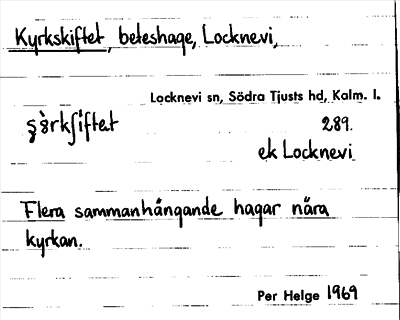 Kyrkskiftet, beteshage, Locknevi,
Locknevi sn, Södra Tjusts hd, Kalm. l.
289.
ek Locknevi
Flera sammanhängande hagar nära
kyrkan.
Per Helge 1969